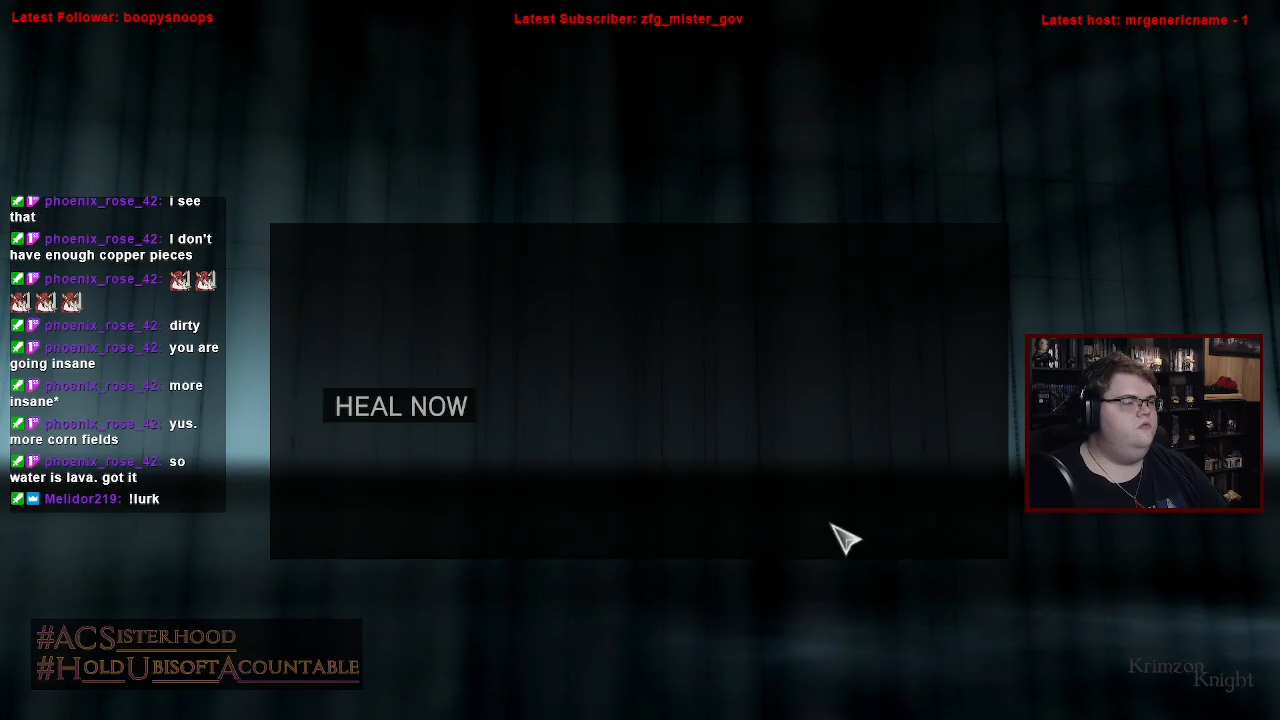 Latest Follower: boopysnoops
Latest Subscriber: zfg_mister_gov
Latest host: mrgenericname - 1
phoenix_rose_42: i see
that
phoenix_rose_42: I don't
have enough copper pieces
phoenix_rose_42:
phoenix_rose_42: dirty
phoenix_rose_42: you are
going insane
phoenix_rose_42: more
insane*
phoenix_rose_42: yus.
more corn fields
phoenix_rose_42: so
water is lava. got it
Melidor219: !lurk
HEAL NOW
#ACSisterhood
#HoldUbisoftAcountable
Krimzon
Knight